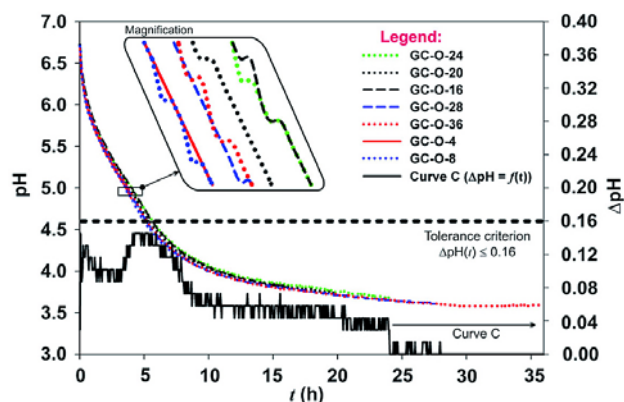 Magnification
Legend:
GC-O-24
GC-O-20
GC-O-16
GC-O-28
GC-O-36
GC-O-4
GC-O-8
Curve C (ΔpH = f(t))
Tolerance criterion
ΔpH(r) ≤ 0.16
Curve C
pH
7.0
6.5
6.0
5.5
5.0
4.5
4.0
3.5
3.0
0.40
0.36
0.32
0.28
0.24
0.20
0.16
0.12
0.08
0.04
0.00
ΔpH
0
5
10
15
20
25
30
35
t (h)